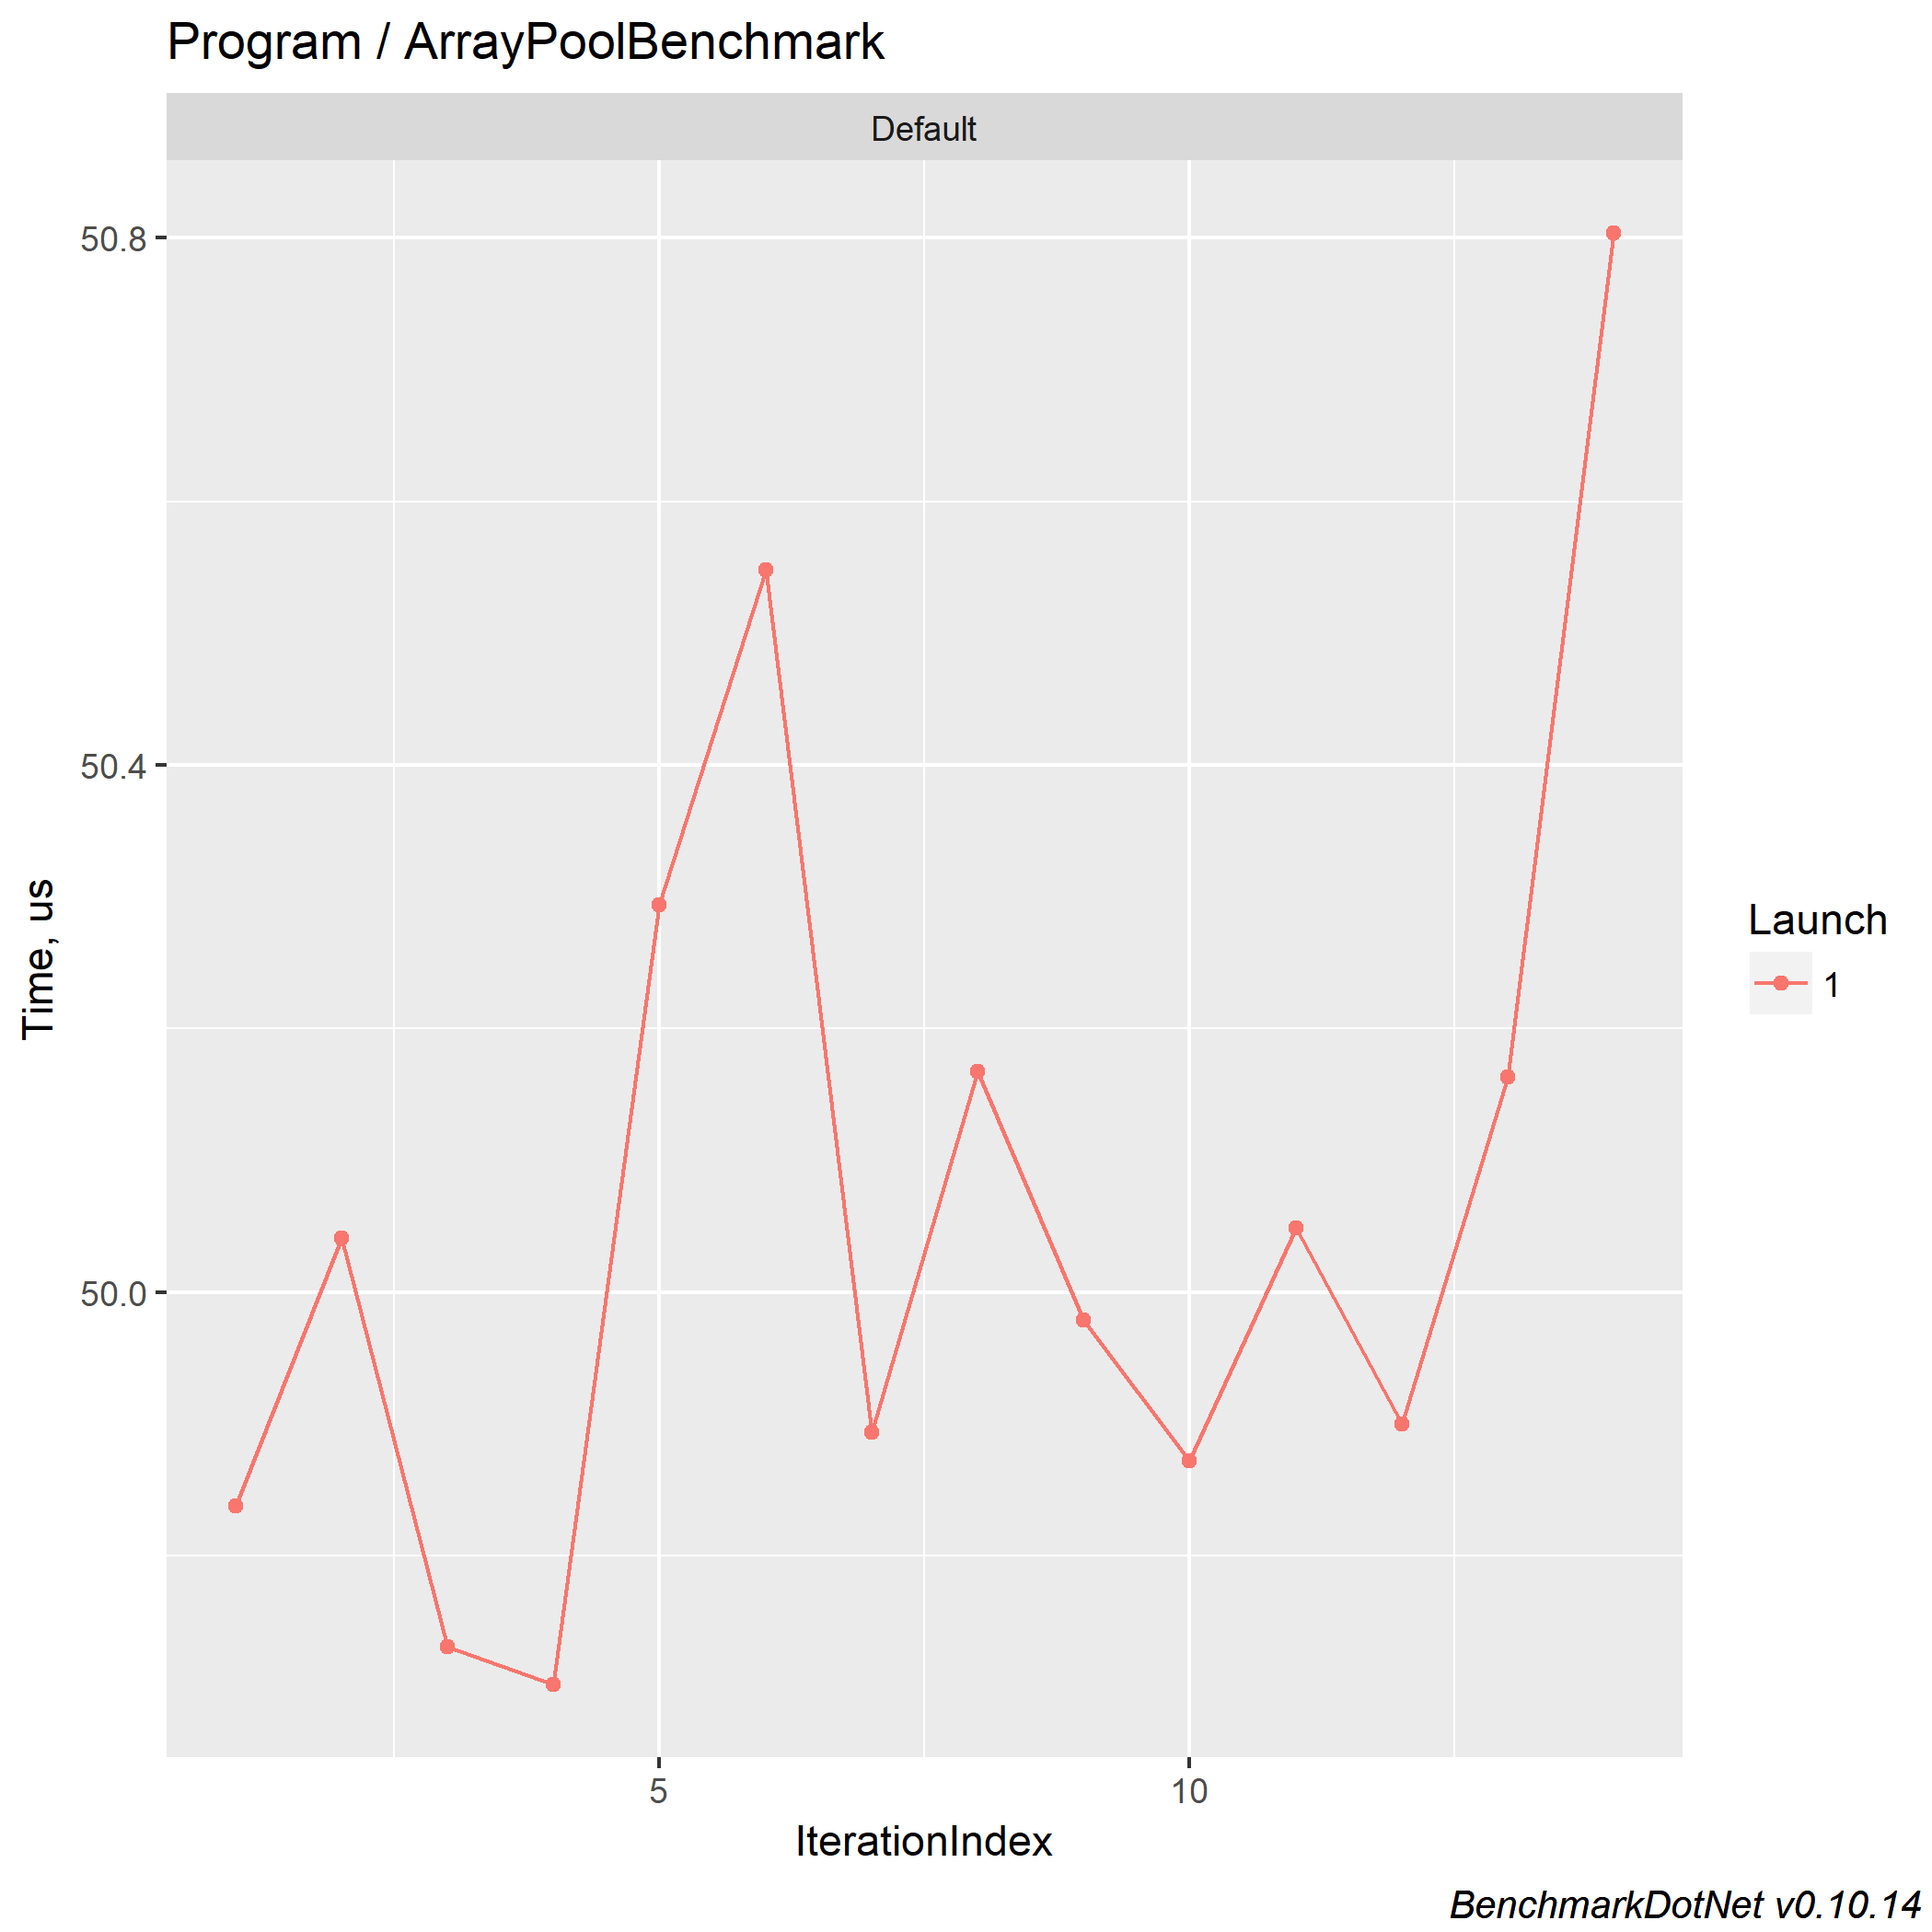 Program / ArrayPoolBenchmark
Default
50.8
50.4
50.0
Time, us
5
10
IterationIndex
Launch
1
BenchmarkDotNet v0.10.14